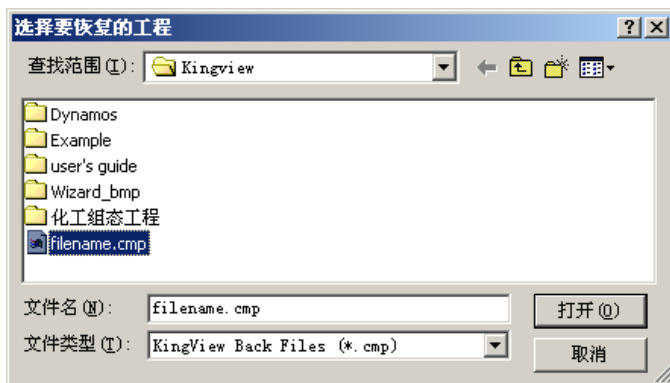 选择要恢复的工程
查找范围(I): Kingview
Dynamos
Example
user's guide
Wizard_bmp
化工组态工程
filename.cmp
文件名(N): filename.cmp 打开(O)
文件类型(T): KingView Back Files (*.cmp) 取消